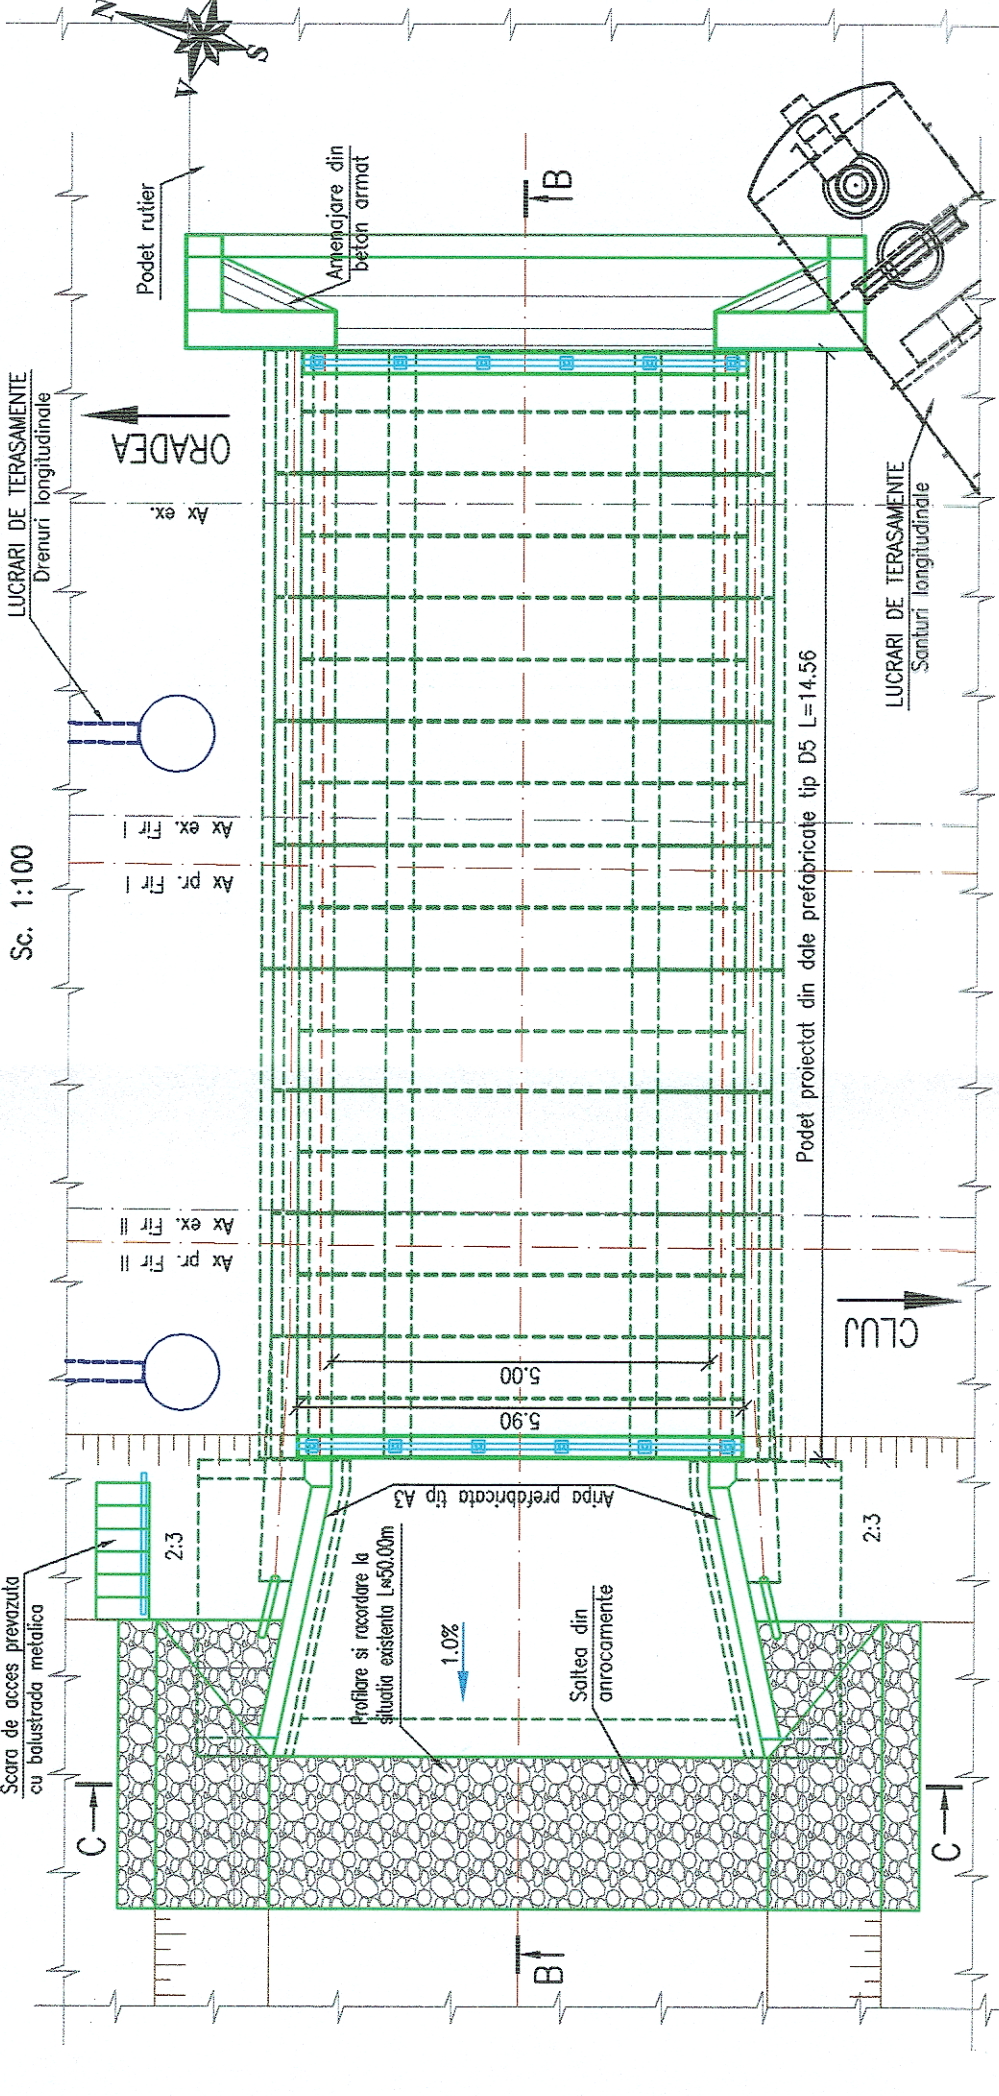 Sc. 1:100
N
S
V
LUCRARI DE TERASAMENTE
Drenuri longitudinale
Podet rutier
Amenajare din
beton armat
B
ORADEA
Ax ex.
Ax ex. Fir I
Ax pr. Fir I
Ax ex. Fir II
Ax pr. Fir II
LUCRARI DE TERASAMENTE
Santuri longitudinale
Podet proiectat din dale prefabricate tip D5 L=14.56
CLUJ
5.00
5.90
Aripa prefabricata tip A3
Scara de acces prevazuta
cu balustrada metalica
2:3
2:3
Profilare si racordare la
situatia existenta L≈50.00m
1.0%
Saltea din
anrocamente
C
C
B